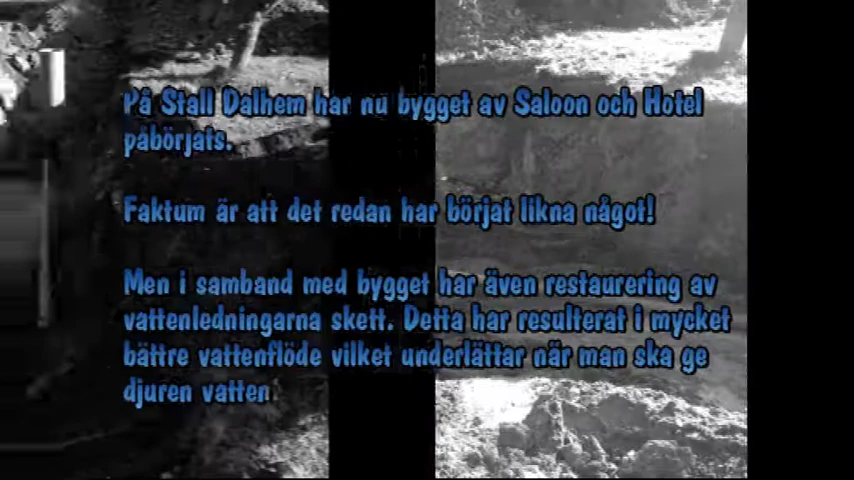 På Stall Dalhem har nu bygget av Saloon och Hotel
påbörjats.
Faktum är att det redan har börjat likna något!
Men i samband med bygget har även restaurering av
vattenledningarna skett. Detta har resulterat i mycket
bättre vattenflöde vilket underlättar när man ska ge
djuren vatten